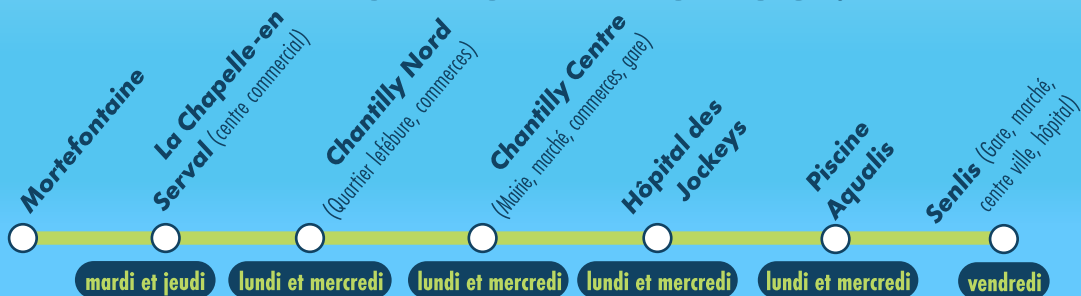 Mortefontaine
La Chapelle-en
Serval (centre commercial)
Chantilly Nord
(Quartier lefébure, commerces)
Chantilly Centre
(Mairie, marché, commerces, gare)
Hôpital des
Jockeys
Piscine
Aqualis
Senlis (Gare, marché,
centre ville, hôpital)
mardi et jeudi
lundi et mercredi
lundi et mercredi
lundi et mercredi
lundi et mercredi
vendredi